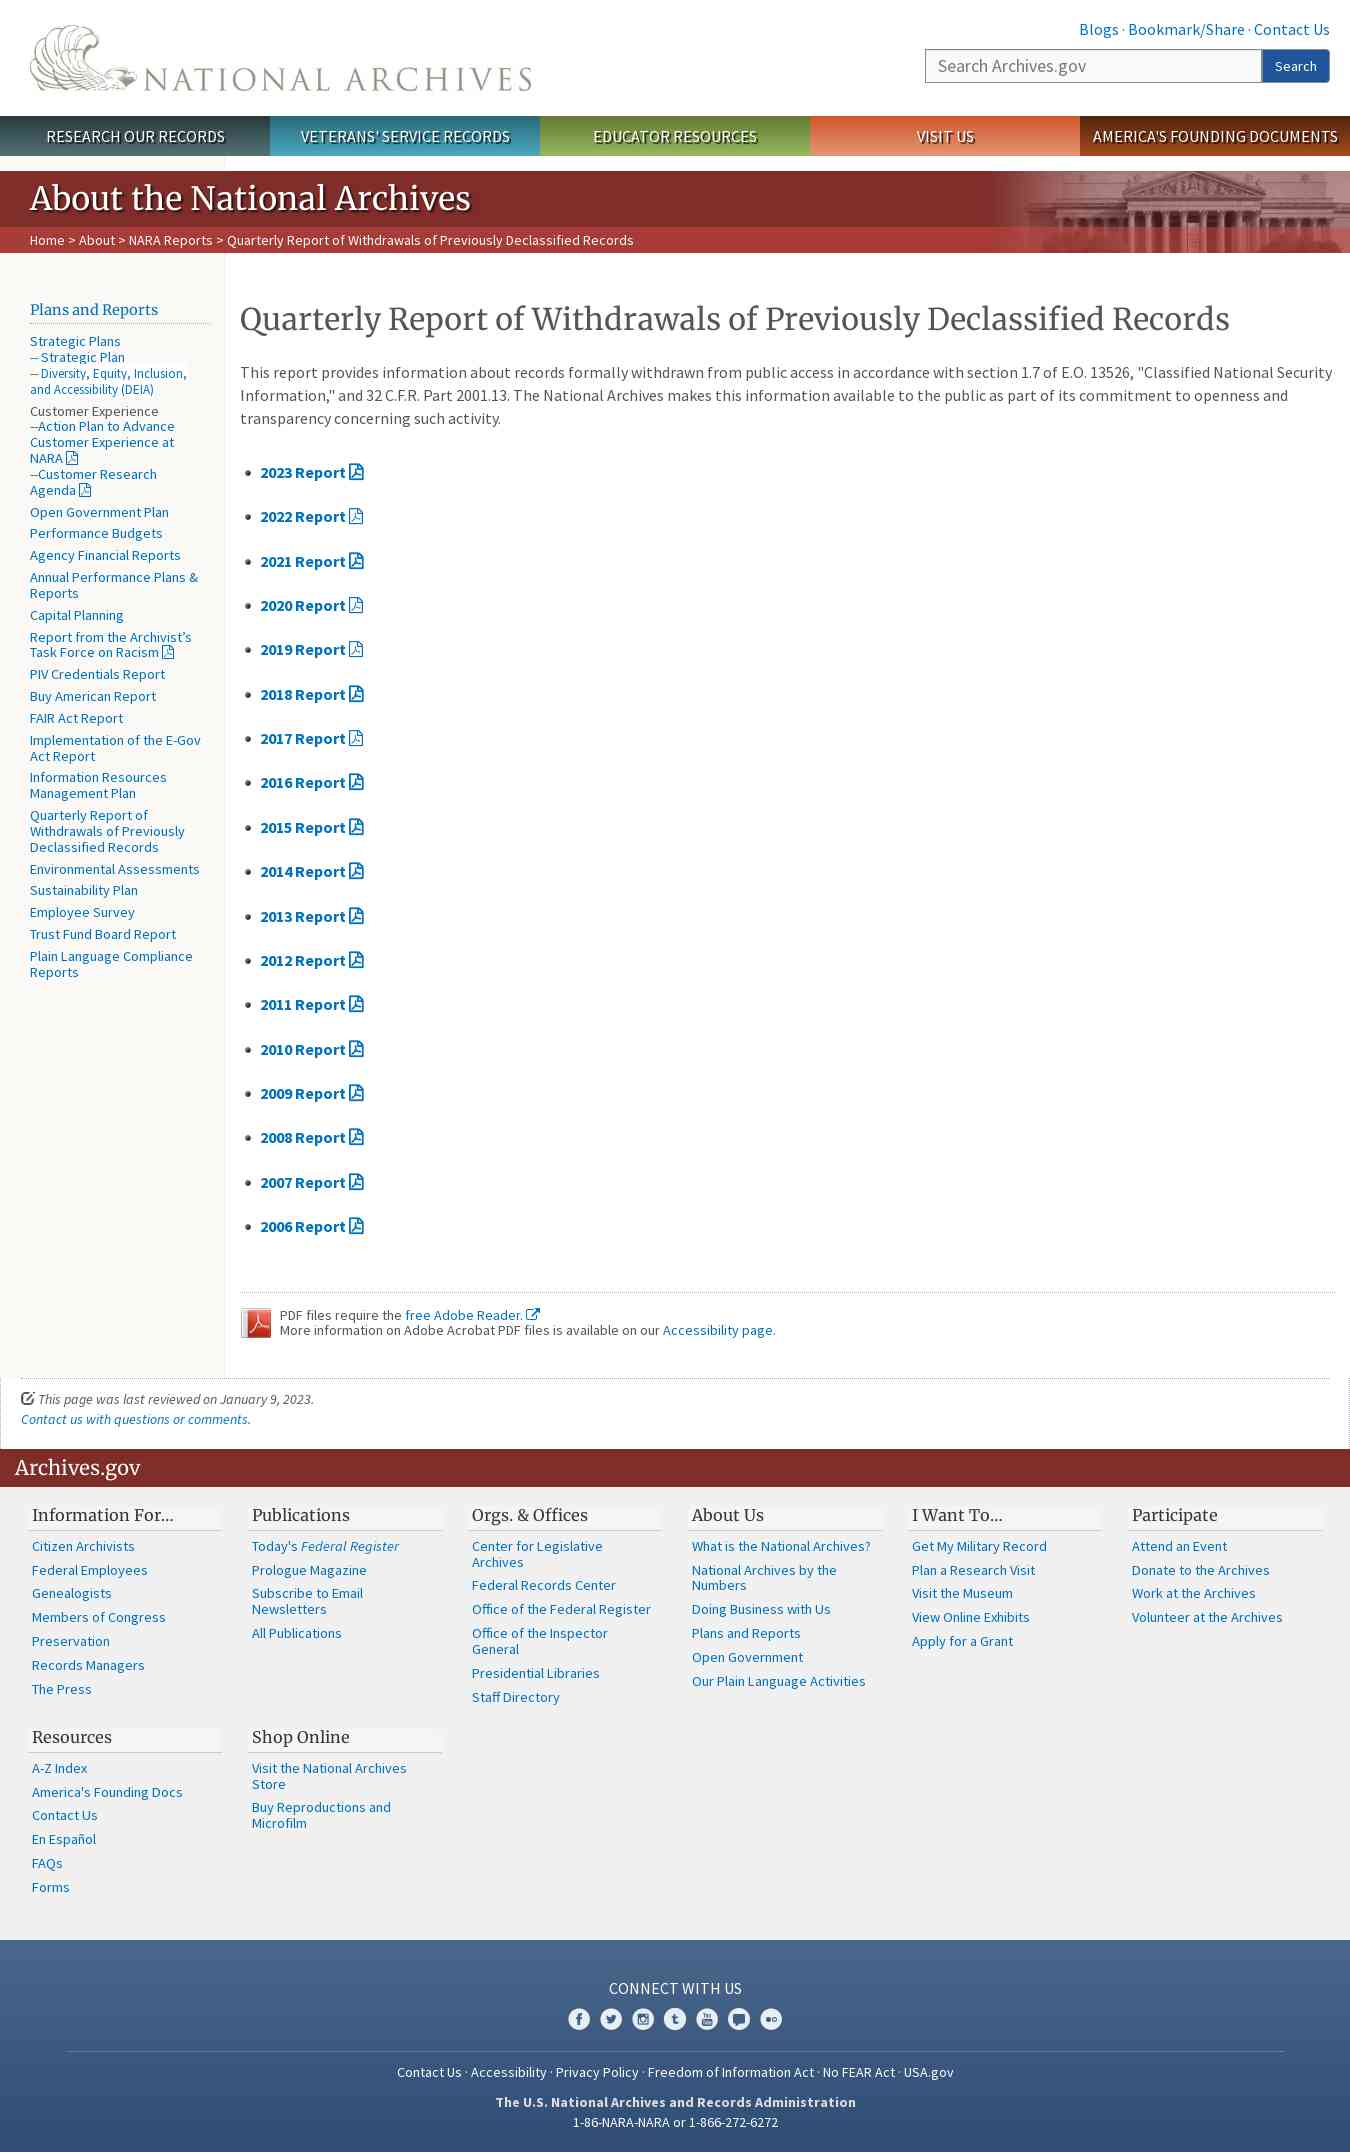 Blogs · Bookmark/Share · Contact Us
NATIONAL ARCHIVES
Search Archives.gov
Search
RESEARCH OUR RECORDS
VETERANS' SERVICE RECORDS
EDUCATOR RESOURCES
VISIT US
AMERICA'S FOUNDING DOCUMENTS
About the National Archives
Home > About > NARA Reports > Quarterly Report of Withdrawals of Previously Declassified Records
Plans and Reports
Strategic Plans
-- Strategic Plan
-- Diversity, Equity, Inclusion,
and Accessibility (DEIA)
Customer Experience
--Action Plan to Advance
Customer Experience at
NARA
--Customer Research
Agenda
Open Government Plan
Performance Budgets
Agency Financial Reports
Annual Performance Plans &
Reports
Capital Planning
Report from the Archivist’s
Task Force on Racism
PIV Credentials Report
Buy American Report
FAIR Act Report
Implementation of the E-Gov
Act Report
Information Resources
Management Plan
Quarterly Report of
Withdrawals of Previously
Declassified Records
Environmental Assessments
Sustainability Plan
Employee Survey
Trust Fund Board Report
Plain Language Compliance
Reports
Quarterly Report of Withdrawals of Previously Declassified Records
This report provides information about records formally withdrawn from public access in accordance with section 1.7 of E.O. 13526, "Classified National Security
Information," and 32 C.F.R. Part 2001.13. The National Archives makes this information available to the public as part of its commitment to openness and
transparency concerning such activity.
2023 Report
2022 Report
2021 Report
2020 Report
2019 Report
2018 Report
2017 Report
2016 Report
2015 Report
2014 Report
2013 Report
2012 Report
2011 Report
2010 Report
2009 Report
2008 Report
2007 Report
2006 Report
PDF files require the free Adobe Reader.
More information on Adobe Acrobat PDF files is available on our Accessibility page.
This page was last reviewed on January 9, 2023.
Contact us with questions or comments.
Archives.gov
Information For…
Citizen Archivists
Federal Employees
Genealogists
Members of Congress
Preservation
Records Managers
The Press
Publications
Today's Federal Register
Prologue Magazine
Subscribe to Email
Newsletters
All Publications
Orgs. & Offices
Center for Legislative
Archives
Federal Records Center
Office of the Federal Register
Office of the Inspector
General
Presidential Libraries
Staff Directory
About Us
What is the National Archives?
National Archives by the
Numbers
Doing Business with Us
Plans and Reports
Open Government
Our Plain Language Activities
I Want To…
Get My Military Record
Plan a Research Visit
Visit the Museum
View Online Exhibits
Apply for a Grant
Participate
Attend an Event
Donate to the Archives
Work at the Archives
Volunteer at the Archives
Resources
A-Z Index
America's Founding Docs
Contact Us
En Español
FAQs
Forms
Shop Online
Visit the National Archives
Store
Buy Reproductions and
Microfilm
CONNECT WITH US
Contact Us · Accessibility · Privacy Policy · Freedom of Information Act · No FEAR Act · USA.gov
The U.S. National Archives and Records Administration
1-86-NARA-NARA or 1-866-272-6272